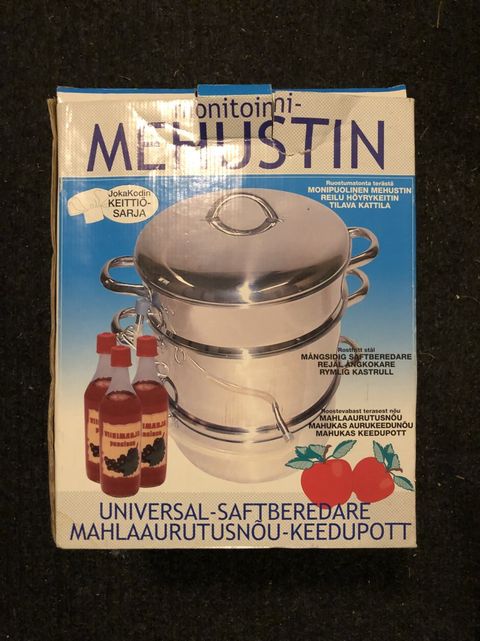 monitoimi-
MEHUSTIN
JokaKodin
KEITTIÖ-
SARJA
Ruostumatonta terästä
MONIPUOLINEN MEHUSTIN
REILU HÖYRYKEITIN
TILAVA KATTILA
Rostfritt stål
MÅNGSIDIG SAFTBEREDARE
REJÄL ÅNGKOKARE
RYMLIG KASTRULL
Roostevabast terasest nõu
MAHLAAURUTUSNÕU
MAHUKAS AURUKEEDUNÕU
MAHUKAS KEEDUPOTT
VIINIMARJA
UNIVERSAL-SAFTBEREDARE
MAHLAAURUTUSNÕU-KEEDUPOTT